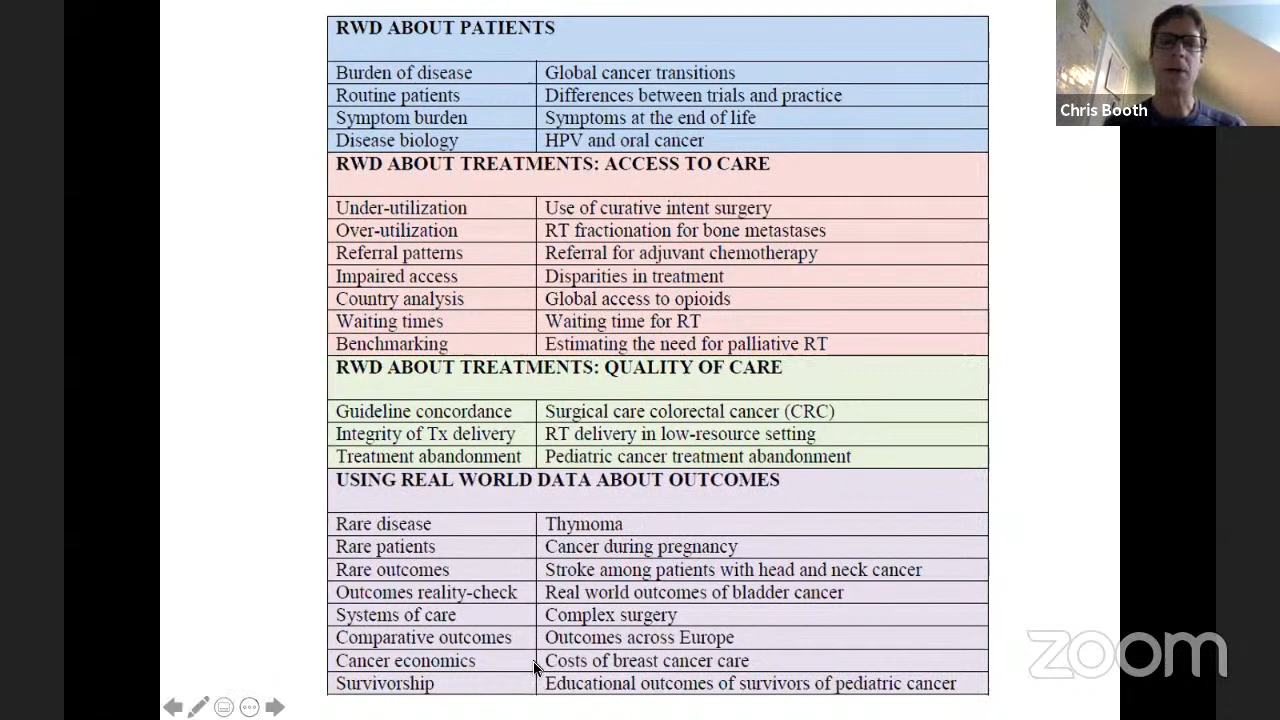 RWD ABOUT PATIENTS
Burden of disease Global cancer transitions
Routine patients Differences between trials and practice
Symptom burden Symptoms at the end of life
Disease biology HPV and oral cancer
RWD ABOUT TREATMENTS: ACCESS TO CARE
Under-utilization Use of curative intent surgery
Over-utilization RT fractionation for bone metastases
Referral patterns Referral for adjuvant chemotherapy
Impaired access Disparities in treatment
Country analysis Global access to opioids
Waiting times Waiting time for RT
Benchmarking Estimating the need for palliative RT
RWD ABOUT TREATMENTS: QUALITY OF CARE
Guideline concordance Surgical care colorectal cancer (CRC)
Integrity of Tx delivery RT delivery in low-resource setting
Treatment abandonment Pediatric cancer treatment abandonment
USING REAL WORLD DATA ABOUT OUTCOMES
Rare disease Thymoma
Rare patients Cancer during pregnancy
Rare outcomes Stroke among patients with head and neck cancer
Outcomes reality-check Real world outcomes of bladder cancer
Systems of care Complex surgery
Comparative outcomes Outcomes across Europe
Cancer economics Costs of breast cancer care
Survivorship Educational outcomes of survivors of pediatric cancer
Chris Booth
zoom